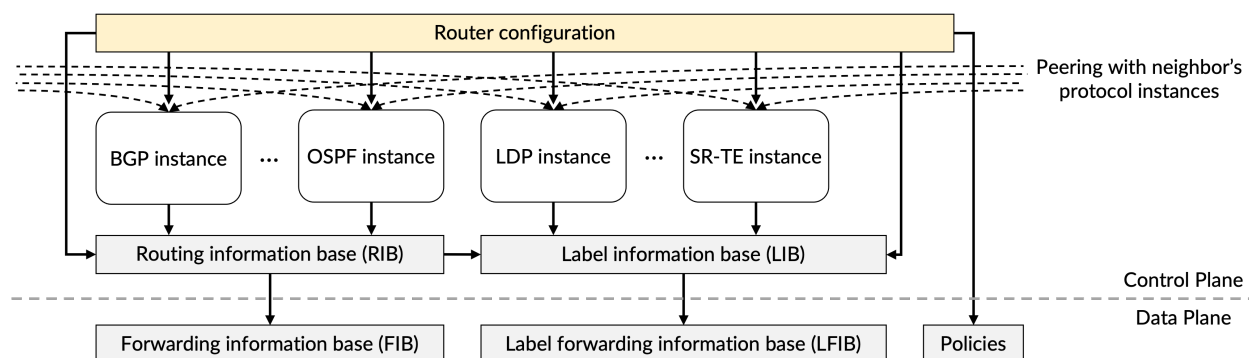 Router configuration
Peering with neighbor's
protocol instances
BGP instance
...
OSPF instance
LDP instance
...
SR-TE instance
Routing information base (RIB)
Label information base (LIB)
Control Plane
Data Plane
Forwarding information base (FIB)
Label forwarding information base (LFIB)
Policies